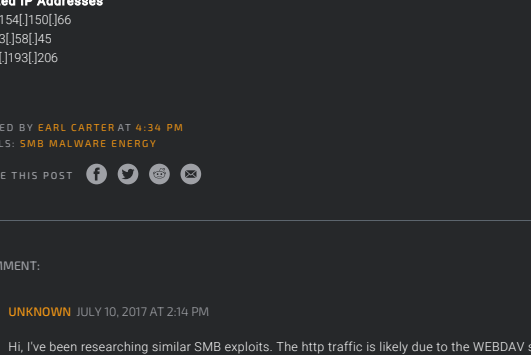 ted IP Addresses
154[.]150[.]66
3[.]58[.]45
[.]193[.]206
ED BY EARL CARTER AT 4:34 PM
LS: SMB MALWARE ENERGY
E THIS POST
MMENT:
UNKNOWN JULY 10, 2017 AT 2:14 PM
Hi, I've been researching similar SMB exploits. The http traffic is likely due to the WEBDAV s